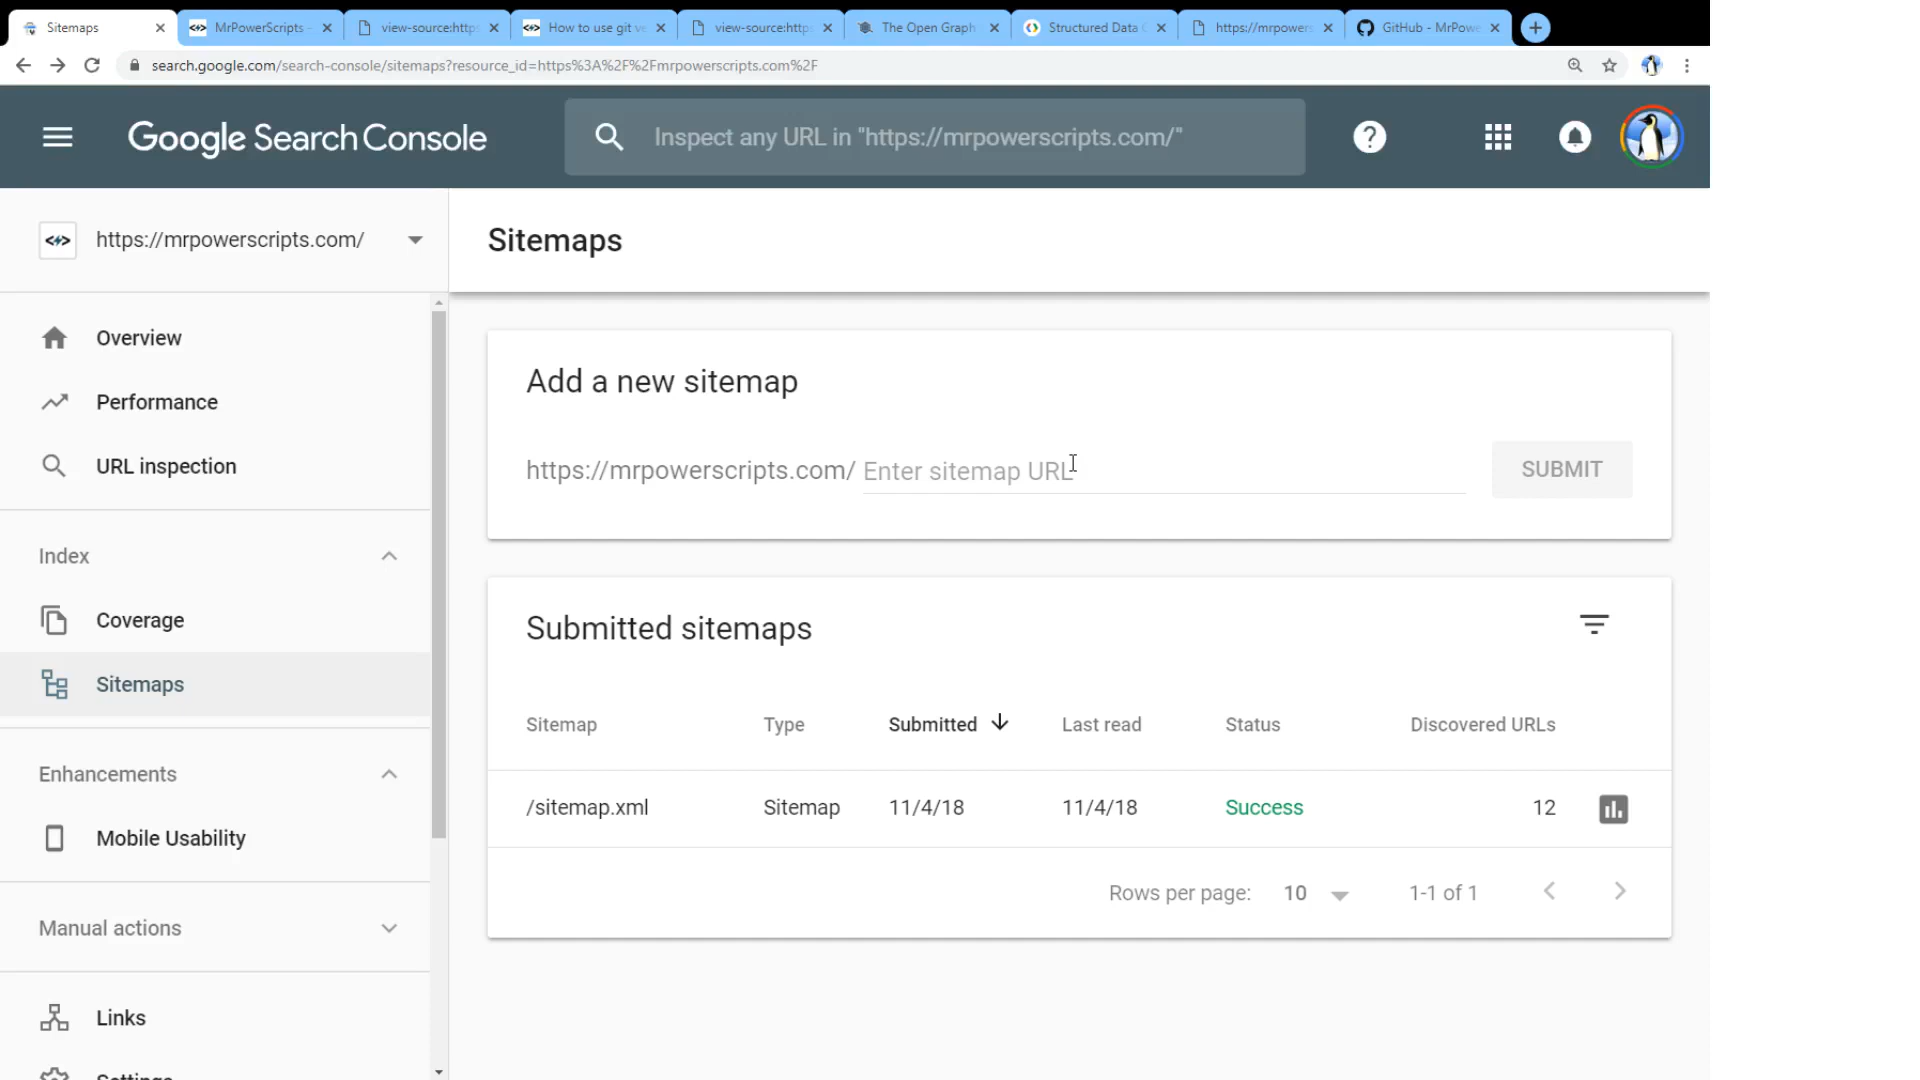 Sitemaps
MrPowerScripts -
view-source:https
How to use git ve
view-source:https
The Open Graph
Structured Data
https://mrpowers
GitHub - MrPowe
search.google.com/search-console/sitemaps?resource_id=https%3A%2F%2Fmrpowerscripts.com%2F
Google Search Console
Inspect any URL in "https://mrpowerscripts.com/"
https://mrpowerscripts.com/
Sitemaps
Overview
Performance
URL inspection
Index
Coverage
Sitemaps
Enhancements
Mobile Usability
Manual actions
Links
Settings
Add a new sitemap
https://mrpowerscripts.com/ Enter sitemap URL
SUBMIT
Submitted sitemaps
Sitemap Type Submitted Last read Status Discovered URLs
/sitemap.xml Sitemap 11/4/18 11/4/18 Success 12
Rows per page: 10 1-1 of 1